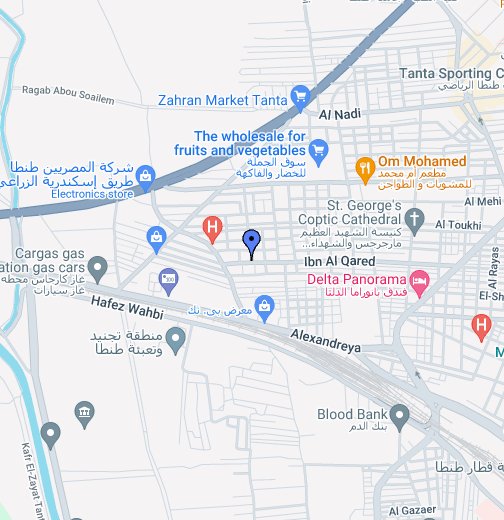 Ragab Abou Soailem
Zahran Market Tanta
Al Nadi
Tanta Sporting C
طنطا الرياضي
The wholesale for
fruits and vegetables
سوق الجملة
للخضار والفاكهة
شركة المصريين طنطا
طريق إسكندرية الزراعي
Electronics store
Om Mohamed
مطعم ام محمد
للمشويات و الطواجن
Al Mehi
St. George's
Coptic Cathedral
كنيسة الشهيد العظيم
مارجرجس والشهداء...
Al Toukhi
Al Rayas
El-Sh
Cargas gas
ation gas cars
غاز كارجاس محطة
غاز سيارات
Ibn Al Qared
Delta Panorama
فندق بانوراما الدلتا
Hafez Wahbi
معرض بى. تك
Alexandreya
منطقة تجنيد
وتعبئة طنطا
M
Blood Bank
بنك الدم
Kafr El-Zayat Tant
ة قطار طنطا
Al Gazaer